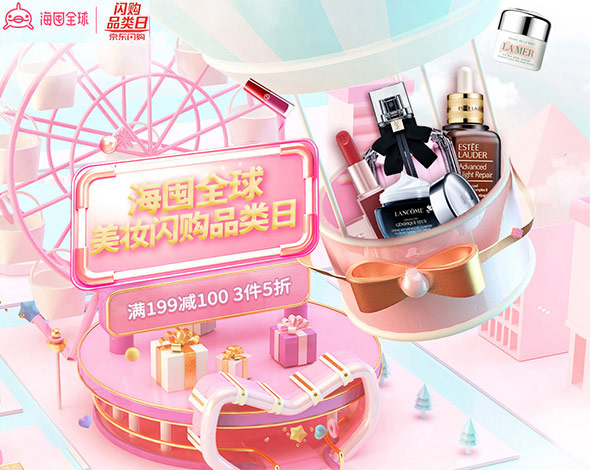 海囤全球
闪购
品类日
京东闪购
LA MER
海囤全球
美妆闪购品类日
满199减100 3件5折
ESTĒE
LAUDER
Advanced
Night Repair
LANCÔME
GÉNIFIQUE YEUX